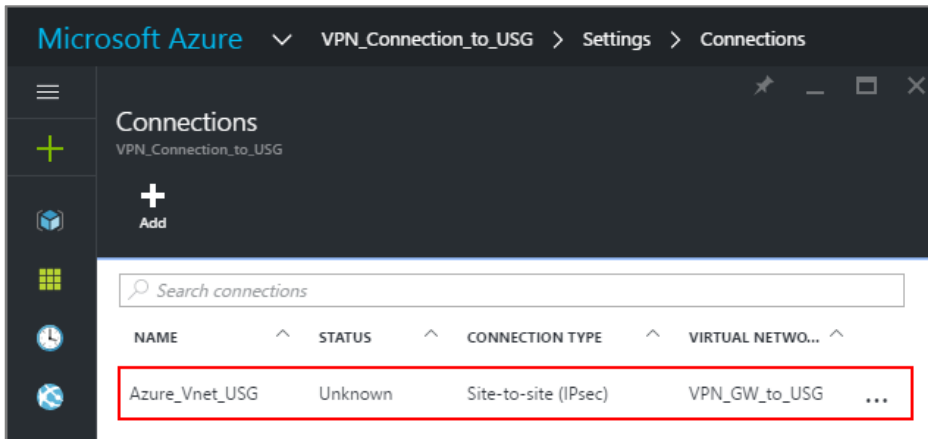 Microsoft Azure VPN_Connection_to_USG > Settings > Connections
Connections
VPN_Connection_to_USG
Add
Search connections
NAME STATUS CONNECTION TYPE VIRTUAL NETWO...
Azure_Vnet_USG Unknown Site-to-site (IPsec) VPN_GW_to_USG ...